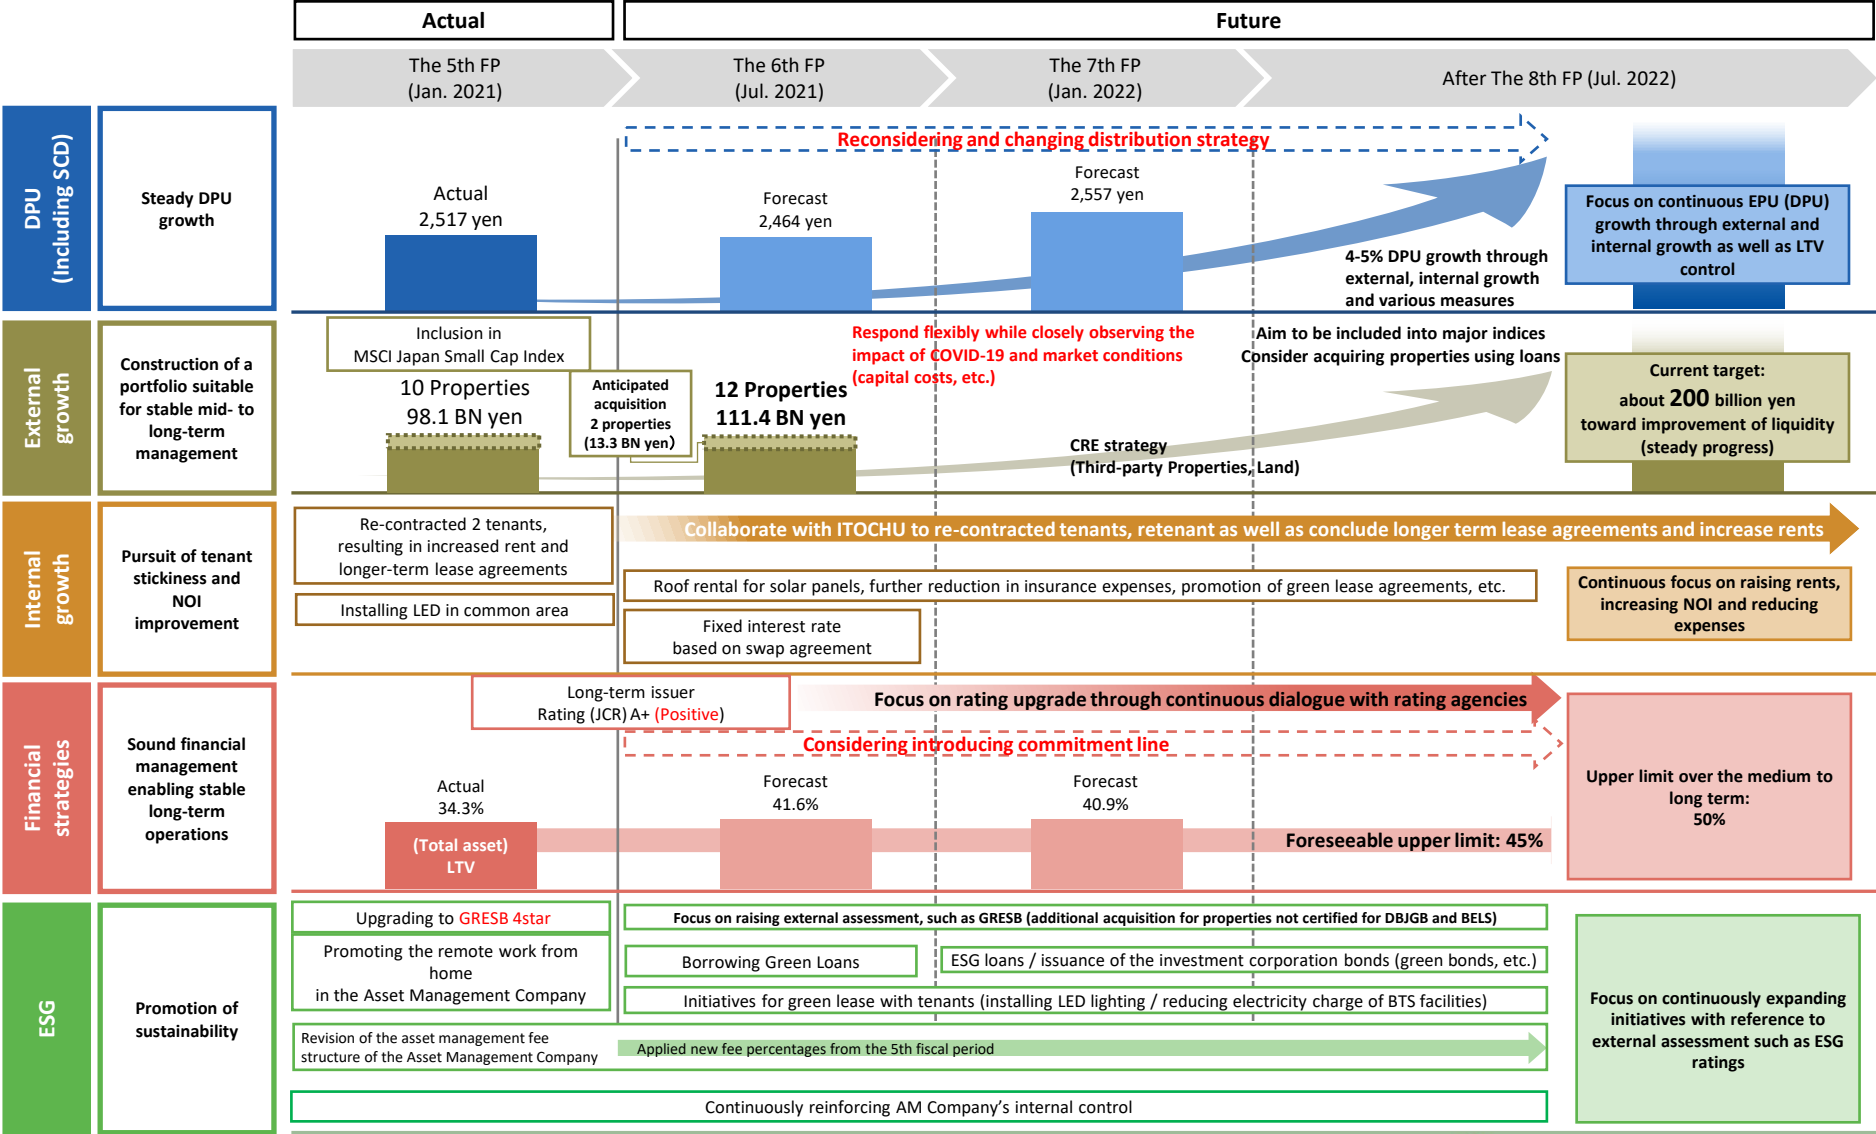 Actual
Future
The 5th FP
(Jan. 2021)
The 6th FP
(Jul. 2021)
The 7th FP
(Jan. 2022)
After The 8th FP (Jul. 2022)
DPU
(Including SCD)
Steady DPU
growth
Reconsidering and changing distribution strategy
Actual
2,517 yen
Forecast
2,464 yen
Forecast
2,557 yen
4-5% DPU growth through
external, internal growth
and various measures
Focus on continuous EPU (DPU)
growth through external and
internal growth as well as LTV
control
External
growth
Construction of a
portfolio suitable
for stable mid- to
long-term
management
Inclusion in
MSCI Japan Small Cap Index
10 Properties
98.1 BN yen
Anticipated
acquisition
2 properties
(13.3 BN yen)
12 Properties
111.4 BN yen
Respond flexibly while closely observing the
impact of COVID-19 and market conditions
(capital costs, etc.)
CRE strategy
(Third-party Properties, Land)
Aim to be included into major indices
Consider acquiring properties using loans
Current target:
about 200 billion yen
toward improvement of liquidity
(steady progress)
Internal
growth
Pursuit of tenant
stickiness and
NOI
improvement
Re-contracted 2 tenants,
resulting in increased rent and
longer-term lease agreements
Installing LED in common area
Collaborate with ITOCHU to re-contracted tenants, retenant as well as conclude longer term lease agreements and increase rents
Roof rental for solar panels, further reduction in insurance expenses, promotion of green lease agreements, etc.
Fixed interest rate
based on swap agreement
Continuous focus on raising rents,
increasing NOI and reducing
expenses
Financial
strategies
Sound financial
management
enabling stable
long-term
operations
Long-term issuer
Rating (JCR) A+ (Positive)
Focus on rating upgrade through continuous dialogue with rating agencies
Considering introducing commitment line
Actual
34.3%
(Total asset)
LTV
Forecast
41.6%
Forecast
40.9%
Foreseeable upper limit: 45%
Upper limit over the medium to
long term:
50%
ESG
Promotion of
sustainability
Upgrading to GRESB 4star
Promoting the remote work from
home
in the Asset Management Company
Focus on raising external assessment, such as GRESB (additional acquisition for properties not certified for DBJGB and BELS)
Borrowing Green Loans
ESG loans / issuance of the investment corporation bonds (green bonds, etc.)
Initiatives for green lease with tenants (installing LED lighting / reducing electricity charge of BTS facilities)
Revision of the asset management fee
structure of the Asset Management Company
Applied new fee percentages from the 5th fiscal period
Continuously reinforcing AM Company's internal control
Focus on continuously expanding
initiatives with reference to
external assessment such as ESG
ratings